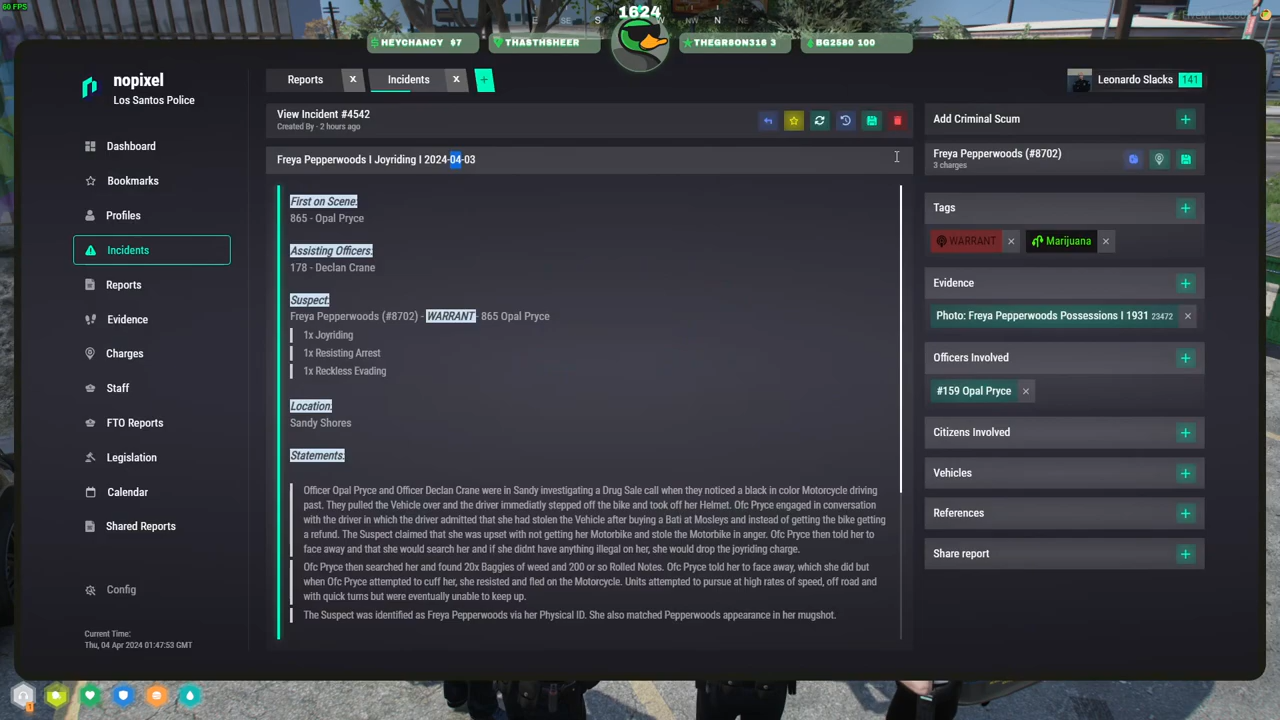 60 FPS
E
SE
S
1624
W
NW
N
NE
HEYCHANCY $7
THASTHSHEER
THEGR8ON316 3
BG2580 100
nopixel
Los Santos Police
Reports x
Incidents x
+
Leonardo Slacks 141
Dashboard
Bookmarks
Profiles
Incidents
Reports
Evidence
Charges
Staff
FTO Reports
Legislation
Calendar
Shared Reports
Config
Current Time:
Thu, 04 Apr 2024 01:47:53 GMT
View Incident #4542
Created By - 2 hours ago
Freya Pepperwoods I Joyriding I 2024-04-03
First on Scene:
865 - Opal Pryce
Assisting Officers:
178 - Declan Crane
Suspect:
Freya Pepperwoods (#8702) - WARRANT - 865 Opal Pryce
1x Joyriding
1x Resisting Arrest
1x Reckless Evading
Location:
Sandy Shores
Statements:
Officer Opal Pryce and Officer Declan Crane were in Sandy investigating a Drug Sale call when they noticed a black in color Motorcycle driving
past. They pulled the Vehicle over and the driver immediatly stepped off the bike and took off her Helmet. Ofc Pryce engaged in conversation
with the driver in which the driver admitted that she had stolen the Vehicle after buying a Bati at Mosleys and instead of getting the bike getting
a refund. The Suspect claimed that she was upset with not getting her Motorbike and stole the Motorbike in anger. Ofc Pryce then told her to
face away and that she would search her and if she didnt have anything illegal on her, she would drop the joyriding charge.
Ofc Pryce then searched her and found 20x Baggies of weed and 200 or so Rolled Notes. Ofc Pryce told her to face away, which she did but
when Ofc Pryce attempted to cuff her, she resisted and fled on the Motorcycle. Units attempted to pursue at high rates of speed, off road and
with quick turns but were eventually unable to keep up.
The Suspect was identified as Freya Pepperwoods via her Physical ID. She also matched Pepperwoods appearance in her mugshot.
Add Criminal Scum +
Freya Pepperwoods (#8702)
3 charges
Tags +
WARRANT x
Marijuana x
Evidence +
Photo: Freya Pepperwoods Possessions I 1931 23472 x
Officers Involved +
#159 Opal Pryce x
Citizens Involved +
Vehicles +
References +
Share report +